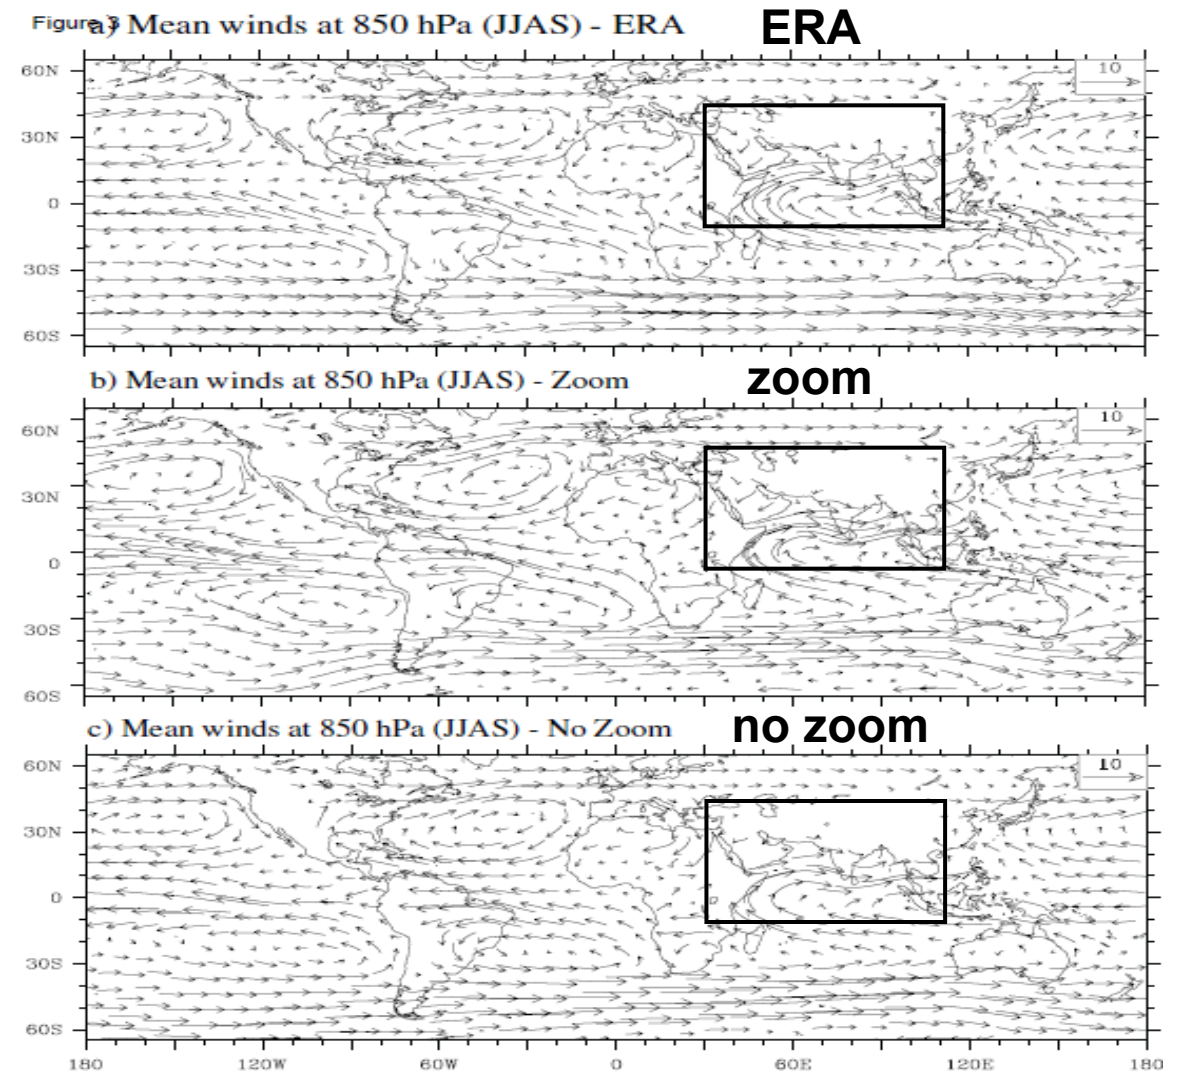 Figure 3
a) Mean winds at 850 hPa (JJAS) - ERA
ERA
10
60N
30N
0
30S
60S
b) Mean winds at 850 hPa (JJAS) - Zoom
zoom
10
60N
30N
0
30S
60S
c) Mean winds at 850 hPa (JJAS) - No Zoom
no zoom
10
60N
30N
0
30S
60S
180 120W 60W 0 60E 120E 180